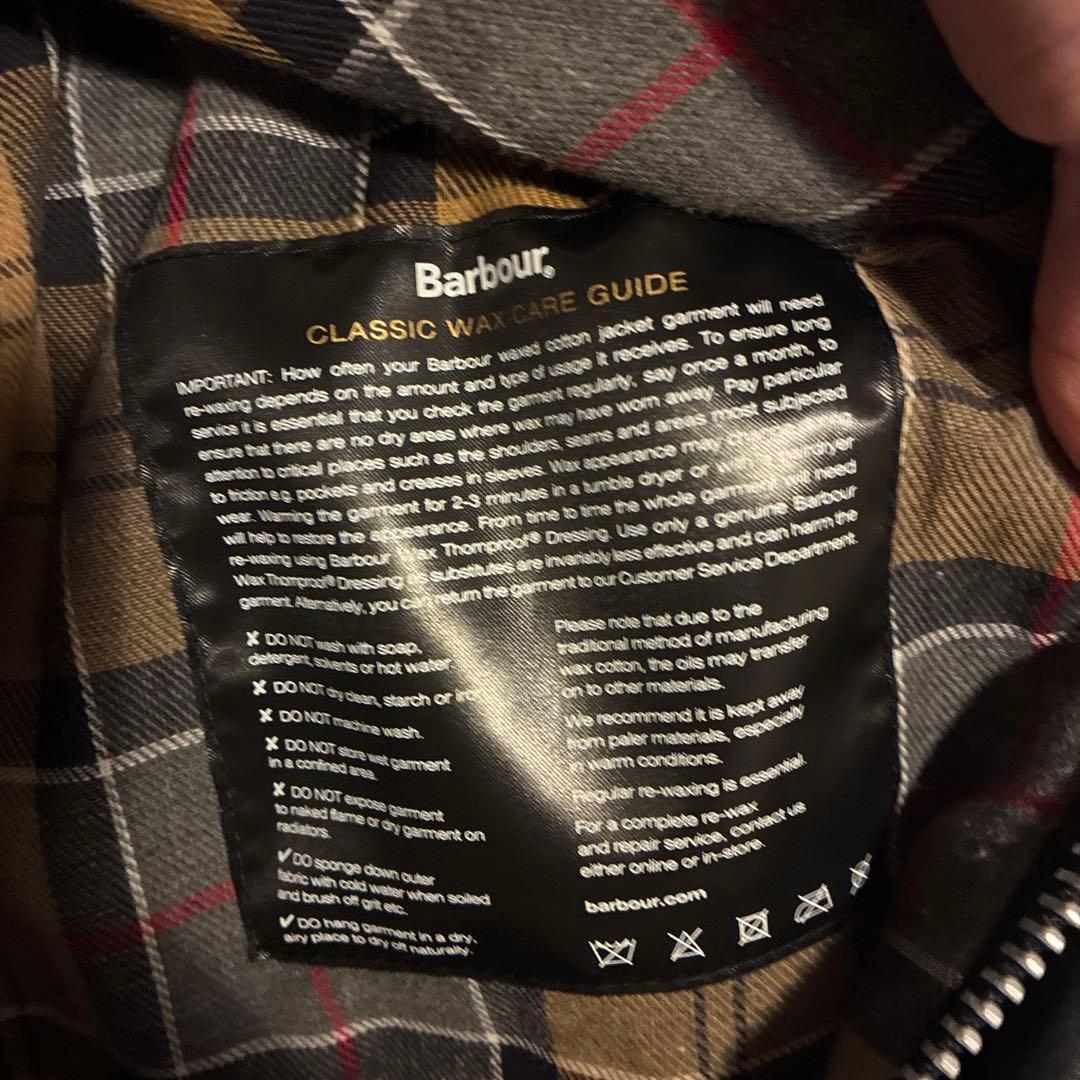 Barbour®
CLASSIC WAX CARE GUIDE
IMPORTANT: How often your Barbour waxed cotton jacket garment will need
re-waxing depends on the amount and type of usage it receives. To ensure long
service it is essential that you check the garment regularly, say once a month, to
ensure that there are no dry areas where wax may have worn away. Pay particular
attention to critical places such as the shoulders seams and areas most subjected
to friction e.g. pockets and creases in sleeves. Wax appearance may
wear. Warming the garment for 2-3 minutes in a tumble dryer or dryer
will help to restore the appearance. From time to time the whole garment will need
re-waxing using Barbour Wax Thornproof® Dressing. Use only a genuine Barbour
Wax Thornproof® Dressing as substitutes are invariably less effective and can harm the
garment. Alternatively, you can return the garment to our Customer Service Department.
✘ DO NOT wash with soap,
detergent, solvents or hot water.
✘ DO NOT dry clean, starch or iron
✘ DO NOT machine wash.
✘ DO NOT store wet garment
in a confined area.
✘ DO NOT expose garment
to naked flame or dry garment on
radiators.
✔ DO sponge down outer
fabric with cold water when soiled
and brush off grit etc.
✔ DO hang garment in a dry,
airy place to dry off naturally.
Please note that due to the
traditional method of manufacturing
wax cotton, the oils may transfer
on to other materials.
We recommend it is kept away
from paler materials, especially
in warm conditions.
Regular re-waxing is essential.
For a complete re-wax
and repair service, contact us
either online or in-store.
barbour.com